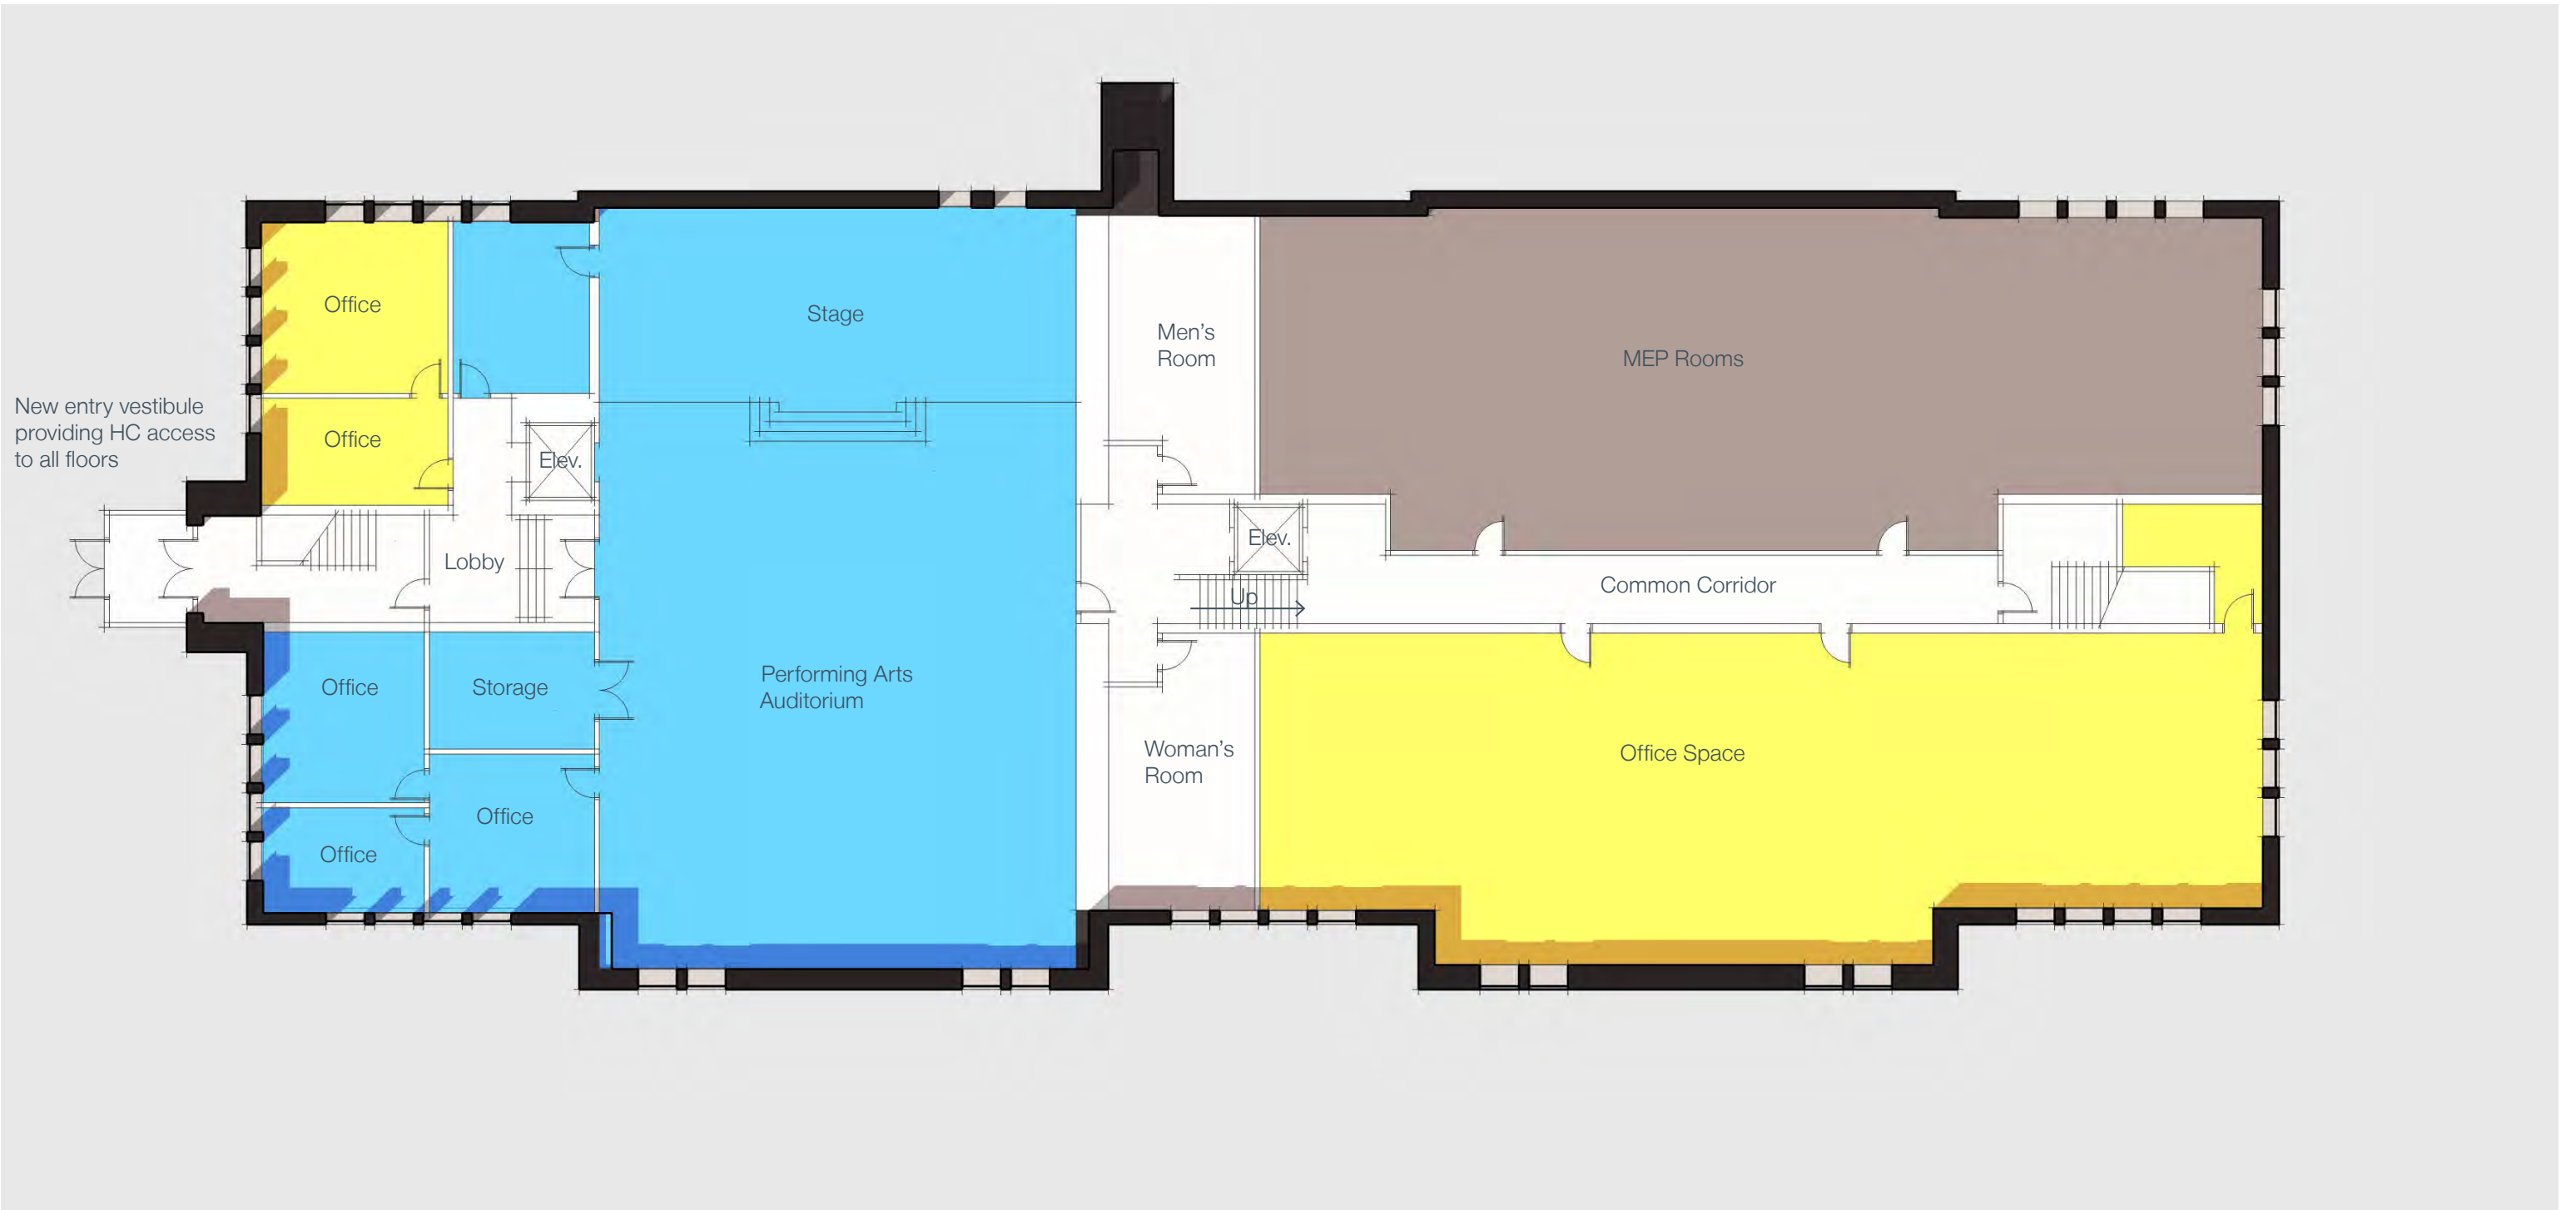 Office
Stage
Men's
Room
MEP Rooms
New entry vestibule
providing HC access
to all floors
Office
Elev.
Elev.
Lobby
Up
Common Corridor
Office
Storage
Performing Arts
Auditorium
Woman's
Room
Office Space
Office
Office